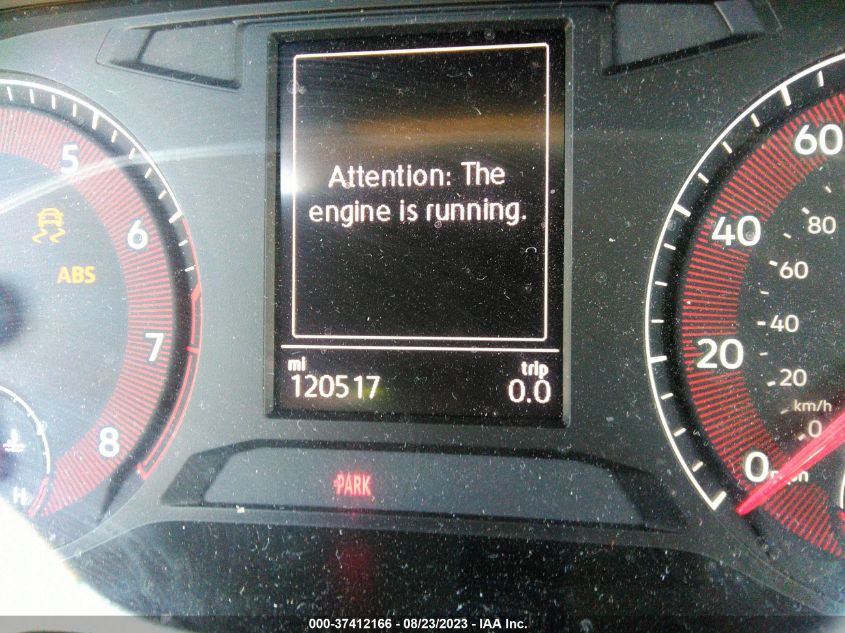 5
6
ABS
7
8
H
Attention: The
engine is running.
mi
120517
trip
0.0
PARK
60
80
40
60
40
20
20
km/h
0
0
000-37412166 - 08/23/2023 - IAA Inc.